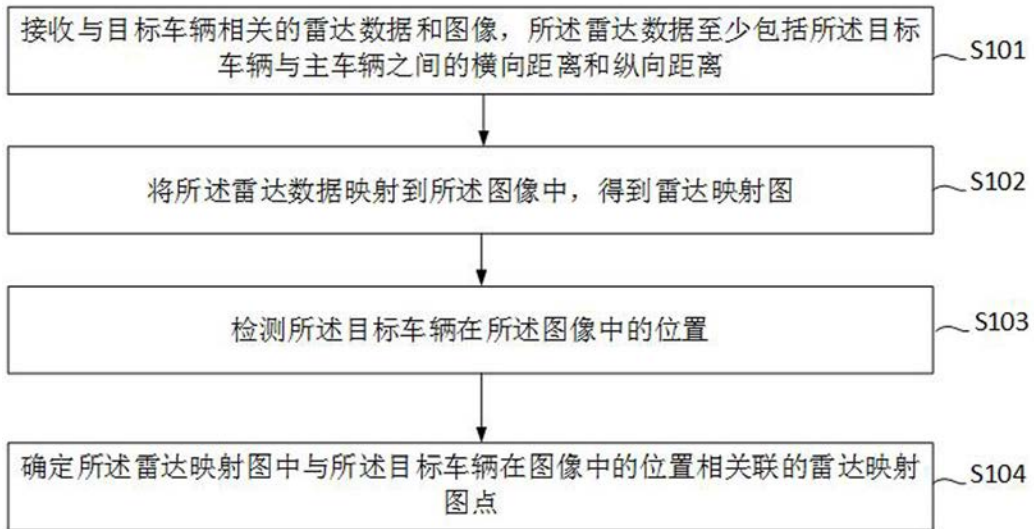 接收与目标车辆相关的雷达数据和图像，所述雷达数据至少包括所述目标
车辆与主车辆之间的横向距离和纵向距离
S101
将所述雷达数据映射到所述图像中，得到雷达映射图
S102
检测所述目标车辆在所述图像中的位置
S103
确定所述雷达映射图中与所述目标车辆在图像中的位置相关联的雷达映射
图点
S104